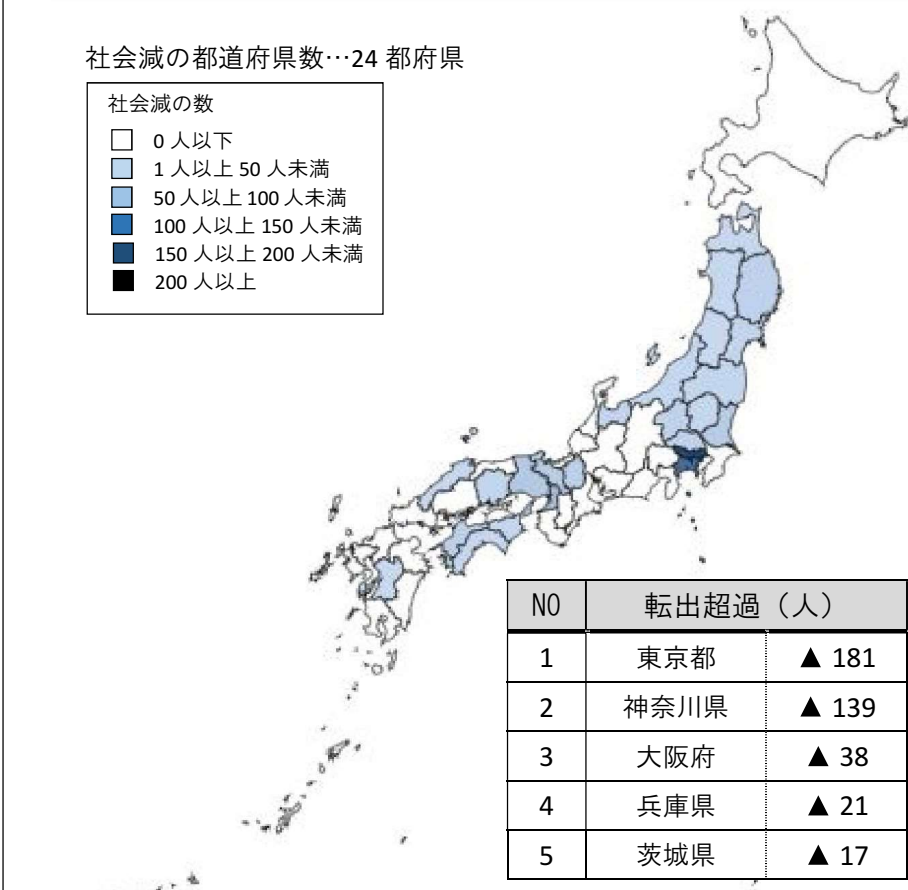 社会減の都道府県数…24 都府県
社会減の数
0 人以下
1 人以上 50 人未満
50 人以上 100 人未満
100 人以上 150 人未満
150 人以上 200 人未満
200 人以上
NO 転出超過（人）
1 東京都 ▲ 181
2 神奈川県 ▲ 139
3 大阪府 ▲ 38
4 兵庫県 ▲ 21
5 茨城県 ▲ 17